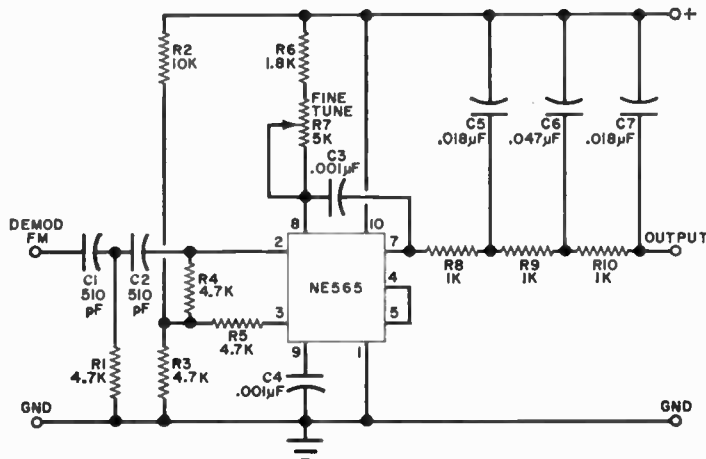 +
R2
10K
R6
1.8K
FINE
TUNE
R7
5K
C3
.001µF
C5
.018µF
C6
.047µF
C7
.018µF
DEMOD
FM
C1
510
pF
C2
510
pF
R4
4.7K
R5
4.7K
R1
4.7K
R3
4.7K
8
10
2
7
4
3
5
9
1
NE565
C4
.001µF
R8
1K
R9
1K
R10
1K
OUTPUT
GND
GND